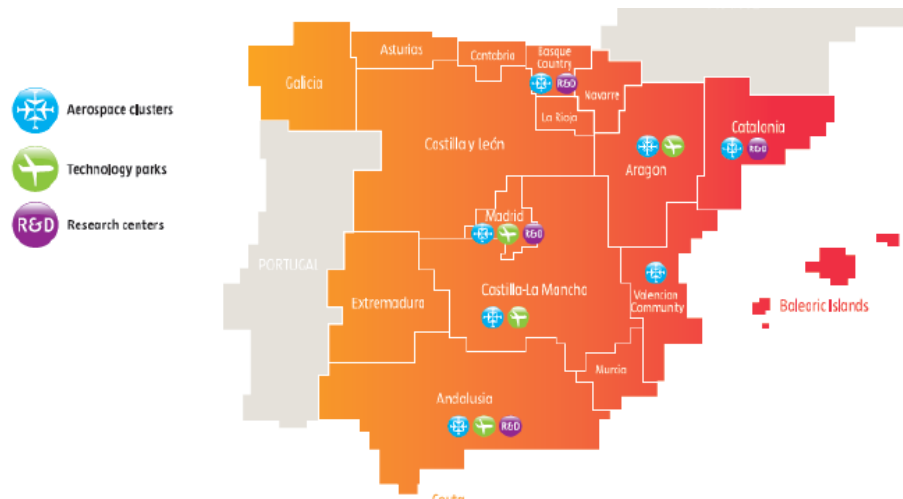 Aerospace clusters
Technology parks
R&D
Research centers
Galicia
Asturias
Cantabria
Basque
Country
R&D
Navarre
La Rioja
Castilla y León
Aragon
Catalonia
R&D
Madrid
R&D
PORTUGAL
Extremadura
Castilla-La Mancha
Valencian
Community
Balearic Islands
Murcia
Andalusia
R&D
Ceuta